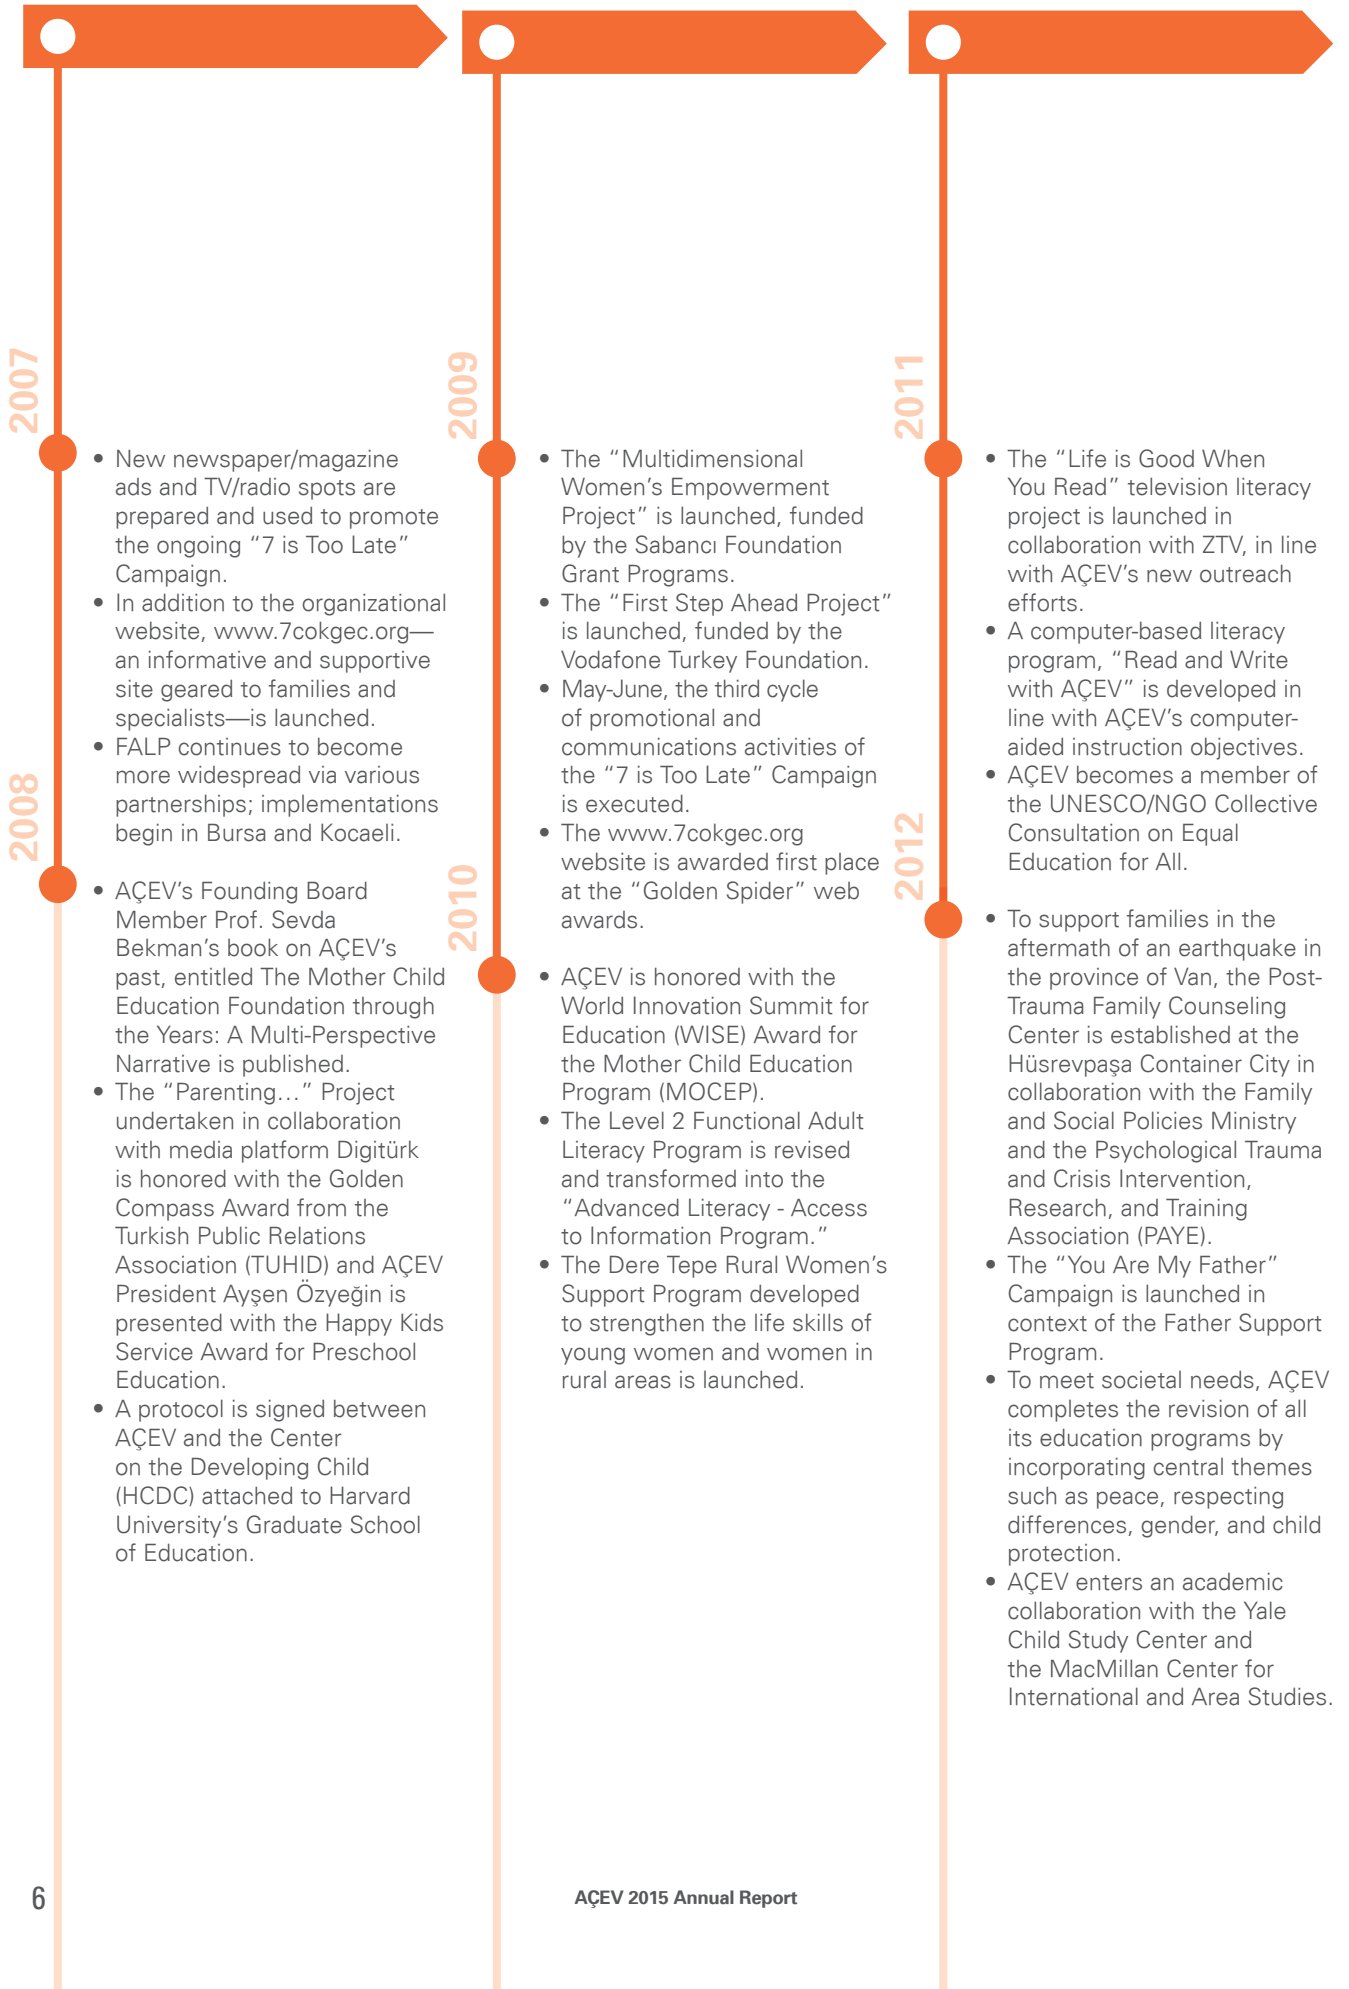 2007
• New newspaper/magazine
ads and TV/radio spots are
prepared and used to promote
the ongoing “7 is Too Late”
Campaign.
• In addition to the organizational
website, www.7cokgec.org—
an informative and supportive
site geared to families and
specialists—is launched.
• FALP continues to become
more widespread via various
partnerships; implementations
begin in Bursa and Kocaeli.
2008
• AÇEV’s Founding Board
Member Prof. Sevda
Bekman’s book on AÇEV’s
past, entitled The Mother Child
Education Foundation through
the Years: A Multi-Perspective
Narrative is published.
• The “Parenting…” Project
undertaken in collaboration
with media platform Digitürk
is honored with the Golden
Compass Award from the
Turkish Public Relations
Association (TUHID) and AÇEV
President Ayşen Özyeğin is
presented with the Happy Kids
Service Award for Preschool
Education.
• A protocol is signed between
AÇEV and the Center
on the Developing Child
(HCDC) attached to Harvard
University’s Graduate School
of Education.
2009
• The “Multidimensional
Women’s Empowerment
Project” is launched, funded
by the Sabancı Foundation
Grant Programs.
• The “First Step Ahead Project”
is launched, funded by the
Vodafone Turkey Foundation.
• May-June, the third cycle
of promotional and
communications activities of
the “7 is Too Late” Campaign
is executed.
• The www.7cokgec.org
website is awarded first place
at the “Golden Spider” web
awards.
2010
• AÇEV is honored with the
World Innovation Summit for
Education (WISE) Award for
the Mother Child Education
Program (MOCEP).
• The Level 2 Functional Adult
Literacy Program is revised
and transformed into the
“Advanced Literacy - Access
to Information Program.”
• The Dere Tepe Rural Women’s
Support Program developed
to strengthen the life skills of
young women and women in
rural areas is launched.
2011
• The “Life is Good When
You Read” television literacy
project is launched in
collaboration with ZTV, in line
with AÇEV’s new outreach
efforts.
• A computer-based literacy
program, “Read and Write
with AÇEV” is developed in
line with AÇEV’s computer-
aided instruction objectives.
• AÇEV becomes a member of
the UNESCO/NGO Collective
Consultation on Equal
Education for All.
2012
• To support families in the
aftermath of an earthquake in
the province of Van, the Post-
Trauma Family Counseling
Center is established at the
Hüsrevpaşa Container City in
collaboration with the Family
and Social Policies Ministry
and the Psychological Trauma
and Crisis Intervention,
Research, and Training
Association (PAYE).
• The “You Are My Father”
Campaign is launched in
context of the Father Support
Program.
• To meet societal needs, AÇEV
completes the revision of all
its education programs by
incorporating central themes
such as peace, respecting
differences, gender, and child
protection.
• AÇEV enters an academic
collaboration with the Yale
Child Study Center and
the MacMillan Center for
International and Area Studies.
6
AÇEV 2015 Annual Report